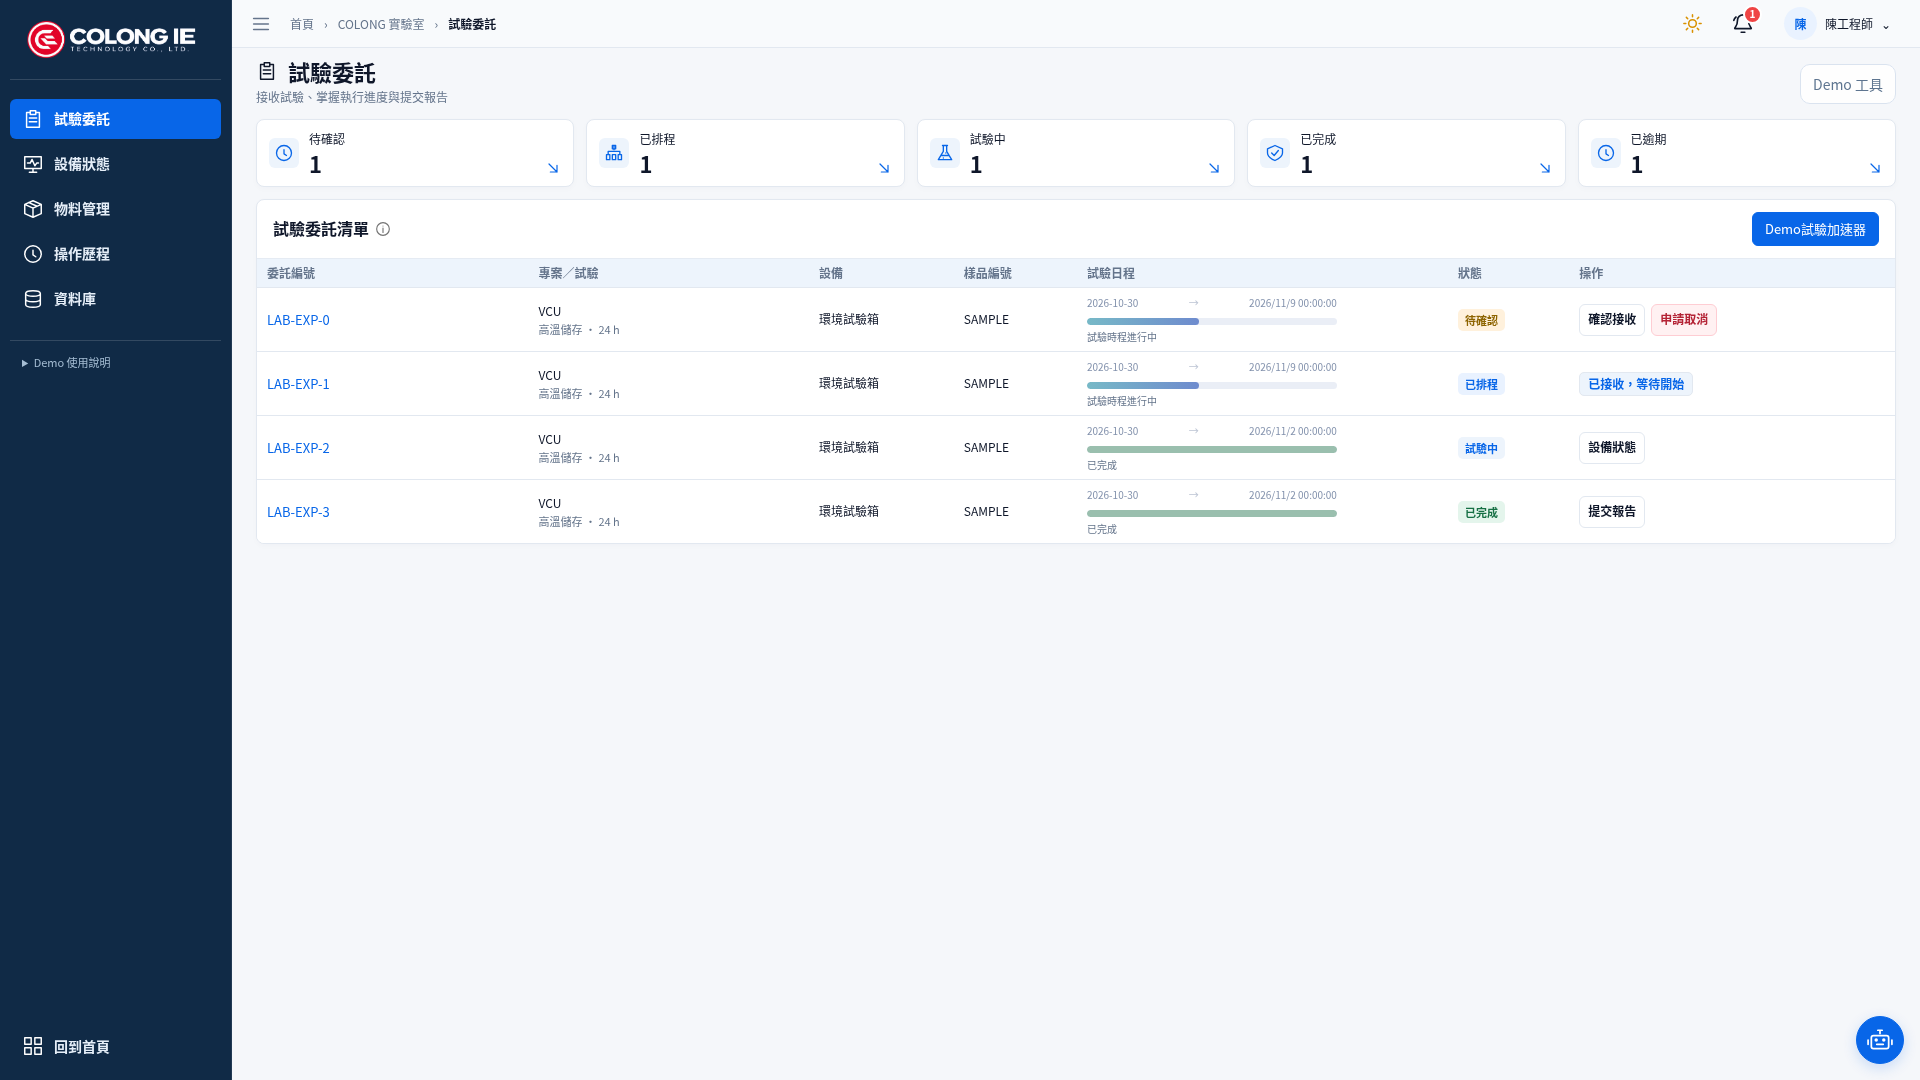 COLONG IE
TECHNOLOGY CO., LTD.
試驗委託
設備狀態
物料管理
操作歷程
資料庫
Demo 使用說明
回到首頁
首頁 › COLONG 實驗室 › 試驗委託
1
陳 陳工程師
試驗委託
接收試驗、掌握執行進度與提交報告
Demo 工具
待確認
1
已排程
1
試驗中
1
已完成
1
已逾期
1
試驗委託清單
Demo試驗加速器
委託編號 專案／試驗 設備 樣品編號 試驗日程 狀態 操作
LAB-EXP-0
VCU
高溫儲存 · 24 h
環境試驗箱
SAMPLE
2026-10-30 → 2026/11/9 00:00:00
試驗時程進行中
待確認
確認接收 申請取消
LAB-EXP-1
VCU
高溫儲存 · 24 h
環境試驗箱
SAMPLE
2026-10-30 → 2026/11/9 00:00:00
試驗時程進行中
已排程
已接收，等待開始
LAB-EXP-2
VCU
高溫儲存 · 24 h
環境試驗箱
SAMPLE
2026-10-30 → 2026/11/2 00:00:00
已完成
試驗中
設備狀態
LAB-EXP-3
VCU
高溫儲存 · 24 h
環境試驗箱
SAMPLE
2026-10-30 → 2026/11/2 00:00:00
已完成
已完成
提交報告